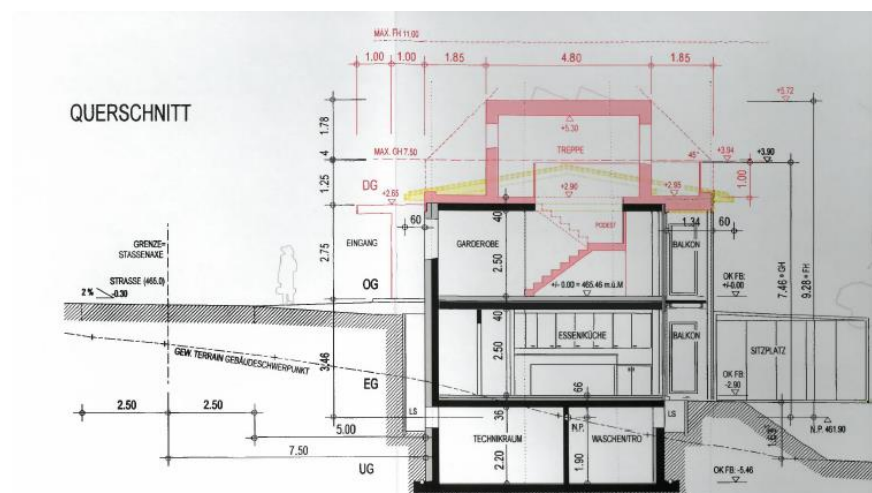 MAX. FH 11.00
1.00
1.00
1.85
4.80
1.85
QUERSCHNITT
+5.72
1.78
+5.30
TREPPE
4
MAX. GH 7.50
45°
+3.94
+3.90
1.25
DG
+2.65
+2.90
+2.95
1.00
60
40
PODEST
1.34
60
GRENZE=
STASSENAXE
EINGANG
GARDEROBE
BALKON
2.75
2.50
STRASSE (465.0)
2 %
-0.30
OG
+/- 0.00 = 465.46 m.ü.M
OK FB:
+/-0.00
7.46 = GH
9.28 = FH
40
ESSEN/KÜCHE
BALKON
SITZPLATZ
GEW. TERRAIN GEBÄUDESCHWERPUNKT
3.46
2.50
EG
OK FB:
-2.90
66
2.50
2.50
LS
36
N.P.
LS
N.P. 461.90
5.00
TECHNIKRAUM
WASCHEN/TRO
1.63
7.50
2.20
1.90
UG
OK FB: -5.46